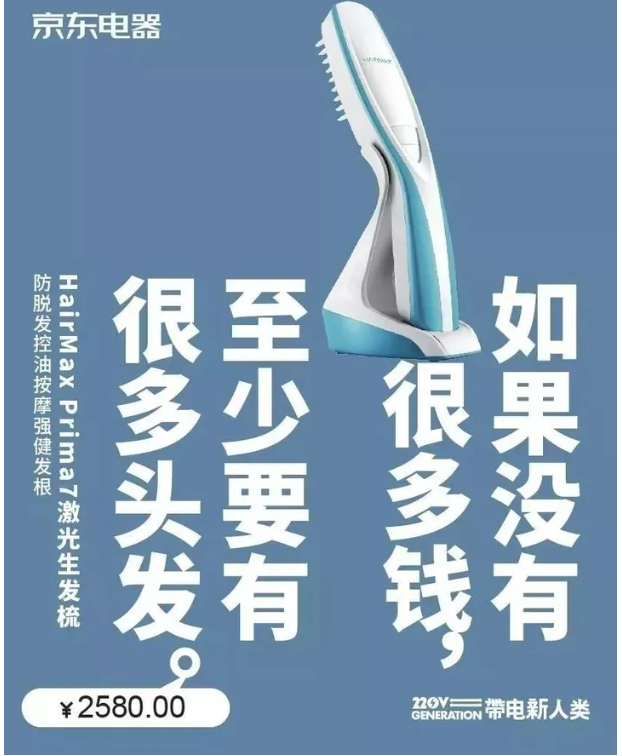 京东电器
如果没有
很多钱，
至少要有
很多头发。
HairMax Prima7激光生发梳
防脱发控油按摩强健发根
¥2580.00
220V
GENERATION
帶电新人类